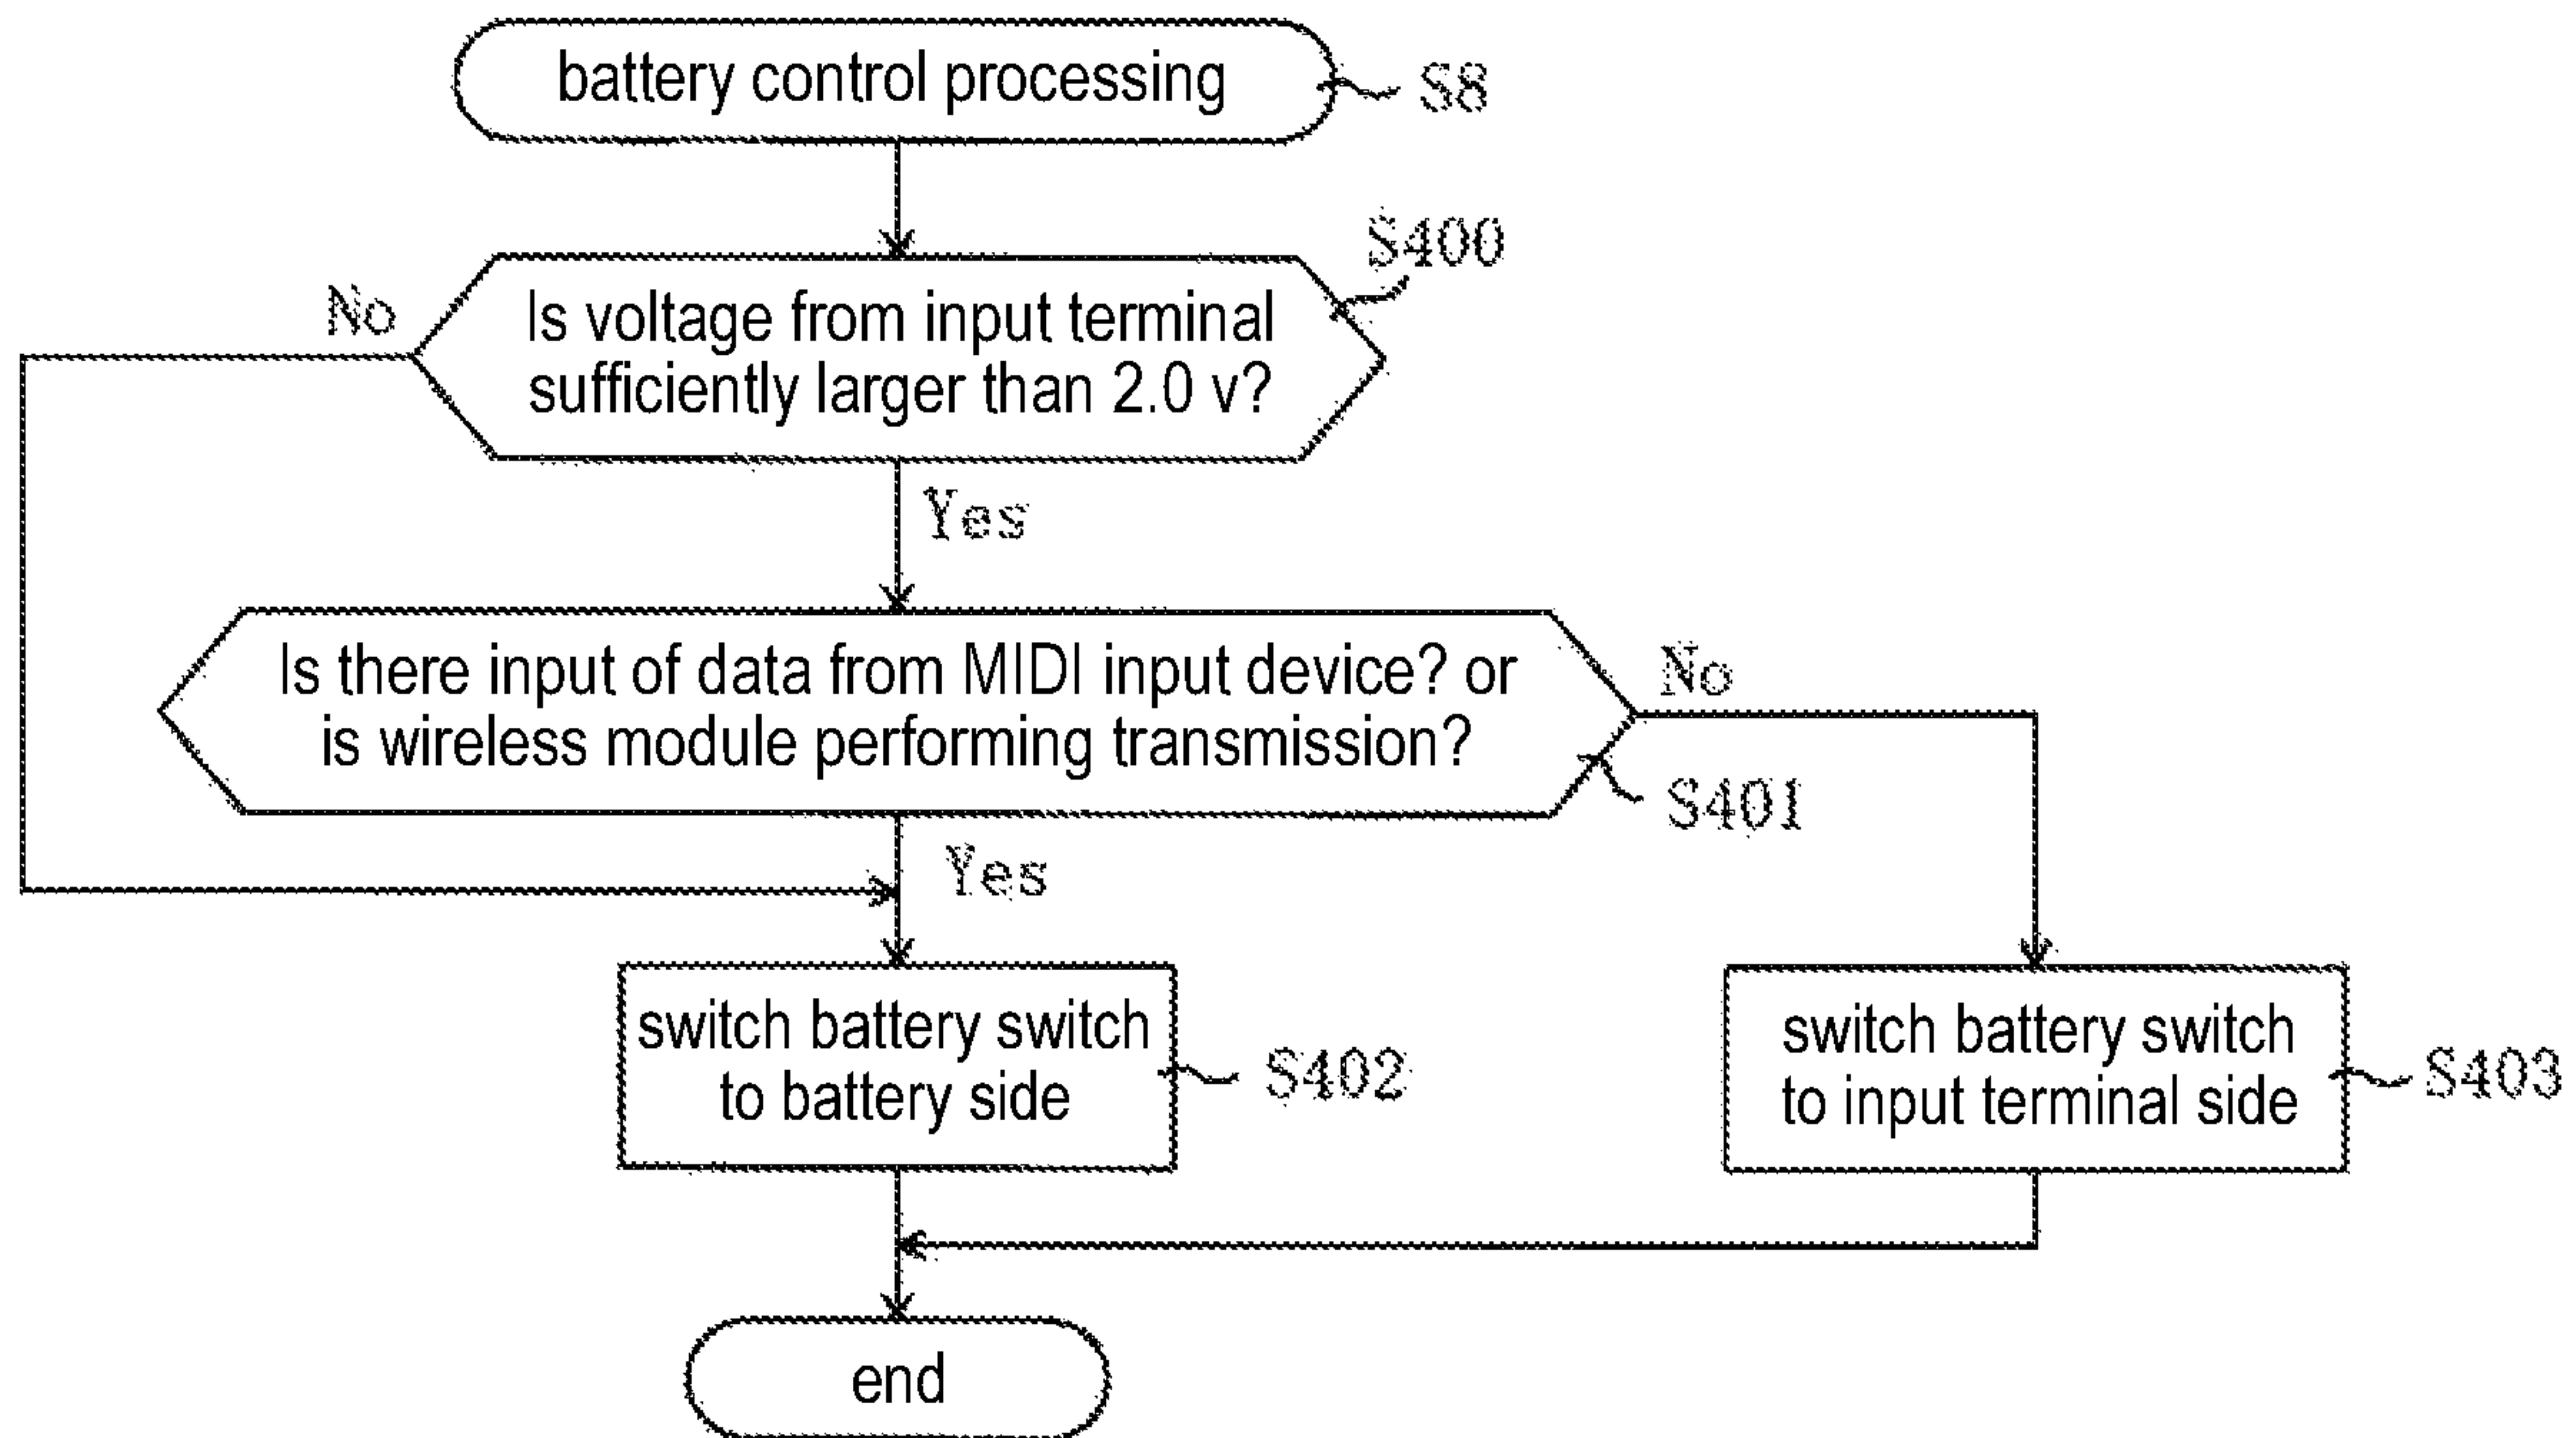 battery control processing
S8
S400
No
Is voltage from input terminal
sufficiently larger than 2.0 v?
Yes
Is there input of data from MIDI input device? or
is wireless module performing transmission?
No
S401
Yes
switch battery switch
to battery side
S402
switch battery switch
to input terminal side
S403
end